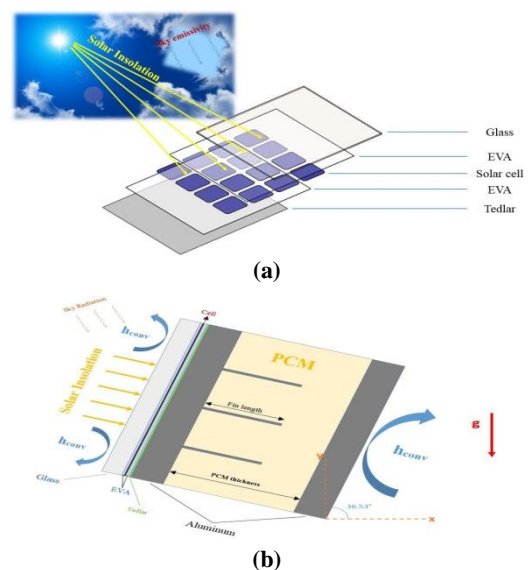 Sky emissivity
Solar Insolation
Glass
EVA
Solar cell
EVA
Tedlar
(a)
Sky Radiation
hconv
Cell
PCM
Solar Insolation
Fin length
g
hconv
hconv
Glass
EVA
Tedlar
PCM thickness
Y
36.53°
X
Aluminum
(b)